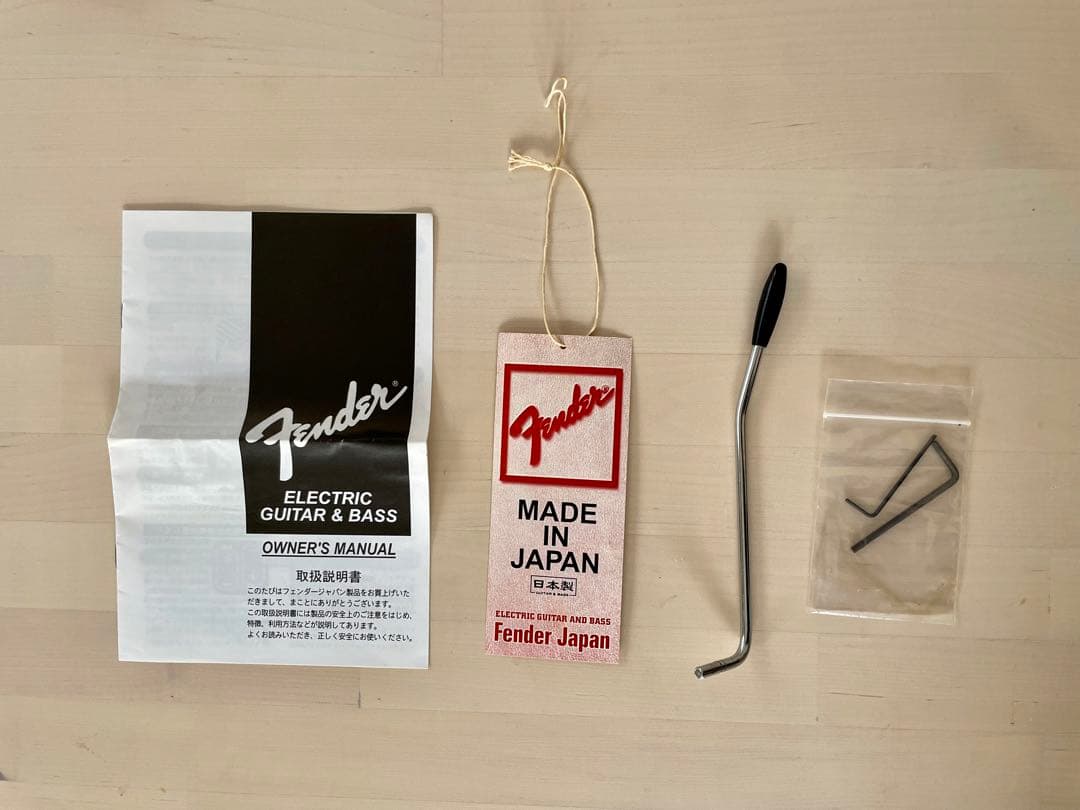 Fender®
ELECTRIC
GUITAR & BASS
OWNER'S MANUAL
取扱説明書
このたびはフェンダージャパン製品をお買上げいた
だきまして、まことにありがとうございます。
この取扱説明書には製品の安全上のご注意をはじめ、
特徴、利用方法などが説明してあります。
よくお読みいただき、正しく安全にお使いください。
Fender
MADE
IN
JAPAN
日本製
GUITAR & BASS
ELECTRIC GUITAR AND BASS
Fender Japan